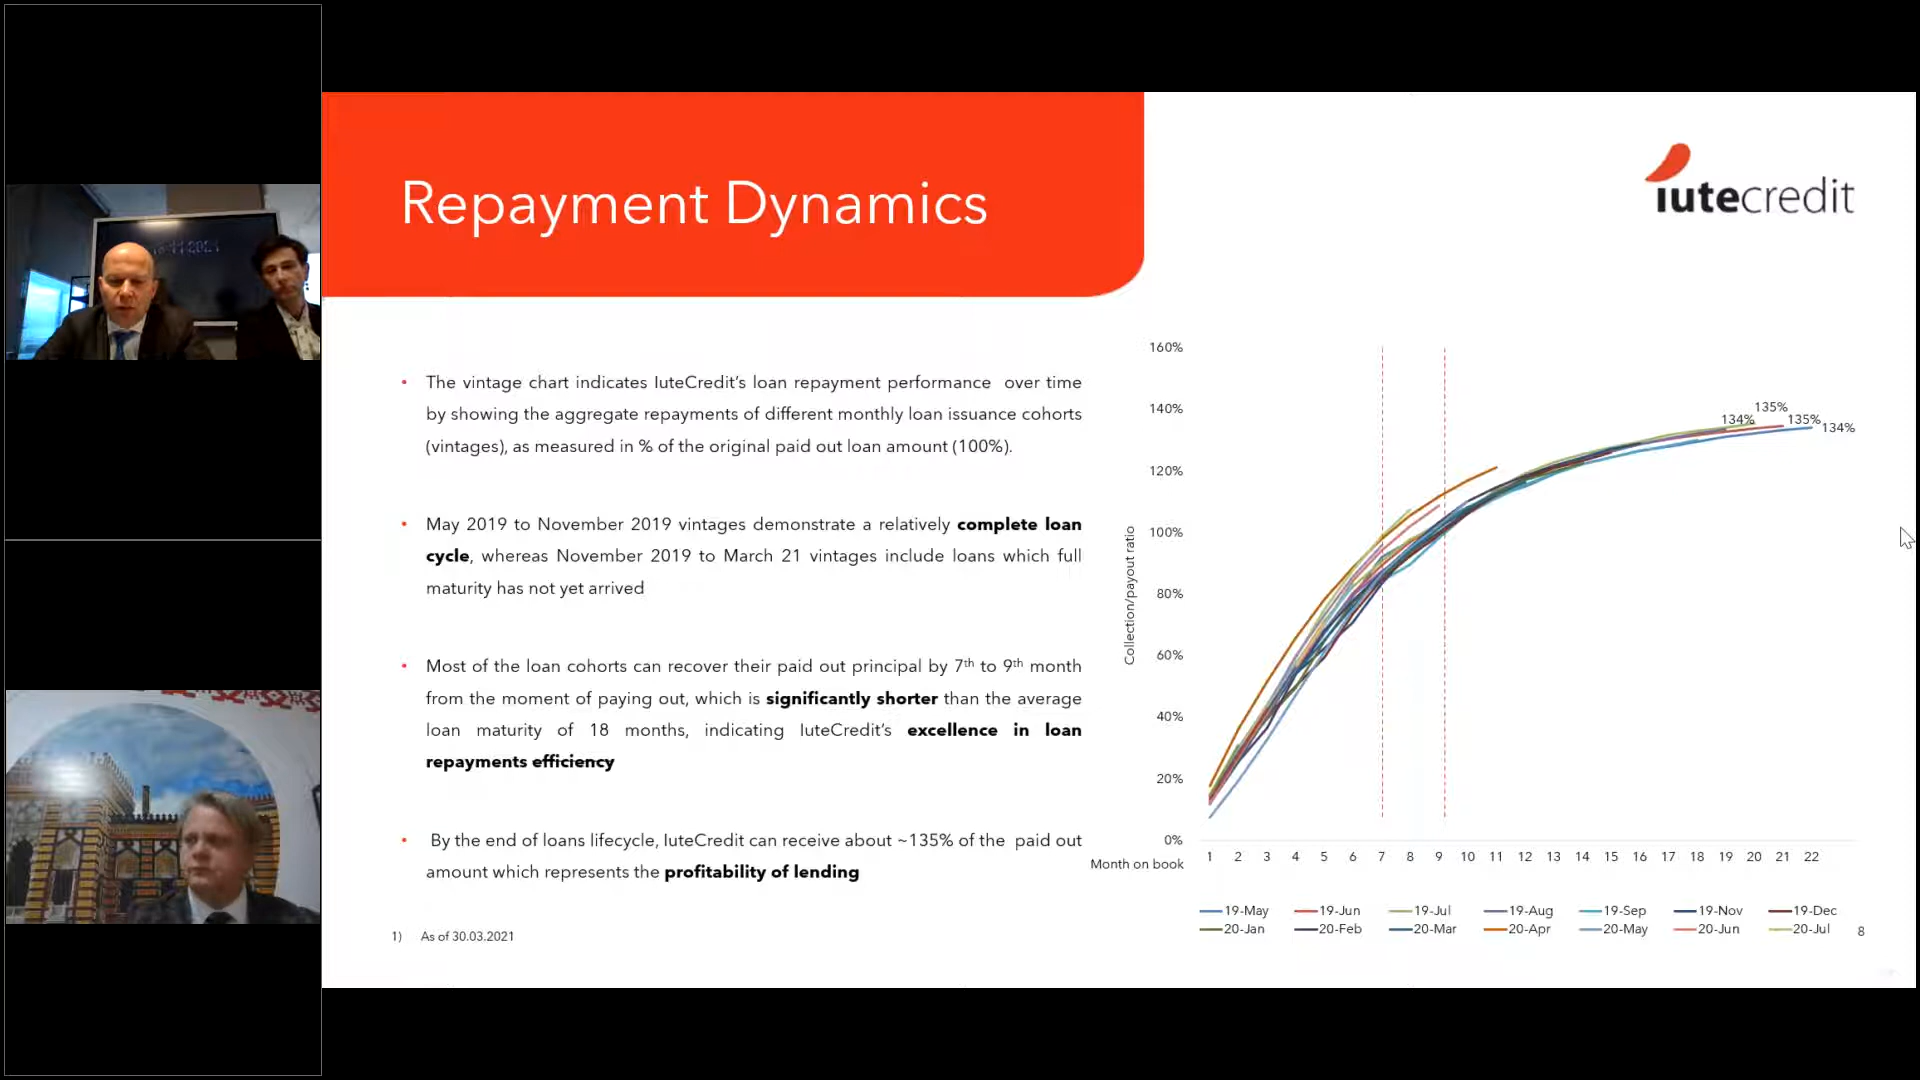 Repayment Dynamics
iutecredit
• The vintage chart indicates IuteCredit's loan repayment performance over time
by showing the aggregate repayments of different monthly loan issuance cohorts
(vintages), as measured in % of the original paid out loan amount (100%).
• May 2019 to November 2019 vintages demonstrate a relatively complete loan
cycle, whereas November 2019 to March 21 vintages include loans which full
maturity has not yet arrived
• Most of the loan cohorts can recover their paid out principal by 7th to 9th month
from the moment of paying out, which is significantly shorter than the average
loan maturity of 18 months, indicating IuteCredit's excellence in loan
repayments efficiency
• By the end of loans lifecycle, IuteCredit can receive about ~135% of the paid out
amount which represents the profitability of lending
1) As of 30.03.2021
160%
140%
120%
100%
80%
60%
40%
20%
0%
Collection/payout ratio
134%
135%
135%
134%
Month on book
1 2 3 4 5 6 7 8 9 10 11 12 13 14 15 16 17 18 19 20 21 22
19-May 19-Jun 19-Jul 19-Aug 19-Sep 19-Nov 19-Dec
20-Jan 20-Feb 20-Mar 20-Apr 20-May 20-Jun 20-Jul
8